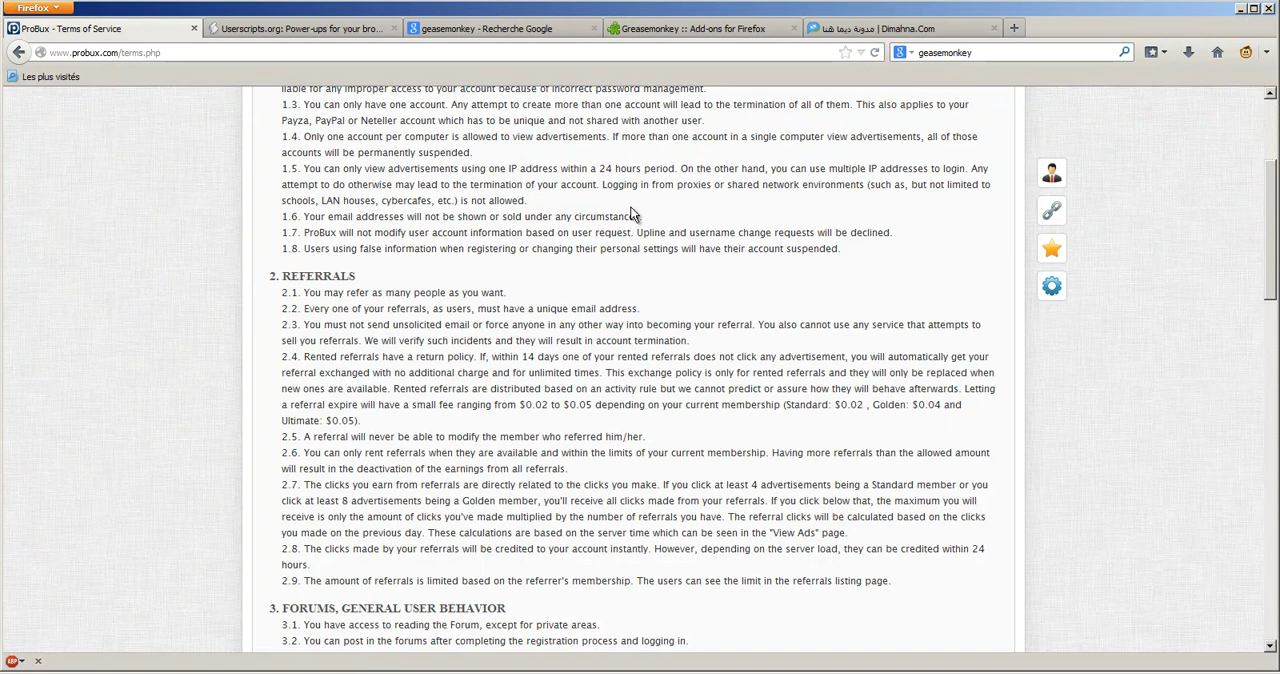 Firefox
ProBux - Terms of Service
Userscripts.org: Power-ups for your bro...
geasemonkey - Recherche Google
Greasemonkey :: Add-ons for Firefox
مدونة ديما هنا | Dimahna.Com
www.probux.com/terms.php
geasemonkey
Les plus visités
liable for any improper access to your account because of incorrect password management.
1.3. You can only have one account. Any attempt to create more than one account will lead to the termination of all of them. This also applies to your
Payza, PayPal or Neteller account which has to be unique and not shared with another user.
1.4. Only one account per computer is allowed to view advertisements. If more than one account in a single computer view advertisements, all of those
accounts will be permanently suspended.
1.5. You can only view advertisements using one IP address within a 24 hours period. On the other hand, you can use multiple IP addresses to login. Any
attempt to do otherwise may lead to the termination of your account. Logging in from proxies or shared network environments (such as, but not limited to
schools, LAN houses, cybercafes, etc.) is not allowed.
1.6. Your email addresses will not be shown or sold under any circumstance
1.7. ProBux will not modify user account information based on user request. Upline and username change requests will be declined.
1.8. Users using false information when registering or changing their personal settings will have their account suspended.
2. REFERRALS
2.1. You may refer as many people as you want.
2.2. Every one of your referrals, as users, must have a unique email address.
2.3. You must not send unsolicited email or force anyone in any other way into becoming your referral. You also cannot use any service that attempts to
sell you referrals. We will verify such incidents and they will result in account termination.
2.4. Rented referrals have a return policy. If, within 14 days one of your rented referrals does not click any advertisement, you will automatically get your
referral exchanged with no additional charge and for unlimited times. This exchange policy is only for rented referrals and they will only be replaced when
new ones are available. Rented referrals are distributed based on an activity rule but we cannot predict or assure how they will behave afterwards. Letting
a referral expire will have a small fee ranging from $0.02 to $0.05 depending on your current membership (Standard: $0.02 , Golden: $0.04 and
Ultimate: $0.05).
2.5. A referral will never be able to modify the member who referred him/her.
2.6. You can only rent referrals when they are available and within the limits of your current membership. Having more referrals than the allowed amount
will result in the deactivation of the earnings from all referrals.
2.7. The clicks you earn from referrals are directly related to the clicks you make. If you click at least 4 advertisements being a Standard member or you
click at least 8 advertisements being a Golden member, you'll receive all clicks made from your referrals. If you click below that, the maximum you will
receive is only the amount of clicks you've made multiplied by the number of referrals you have. The referral clicks will be calculated based on the clicks
you made on the previous day. These calculations are based on the server time which can be seen in the "View Ads" page.
2.8. The clicks made by your referrals will be credited to your account instantly. However, depending on the server load, they can be credited within 24
hours.
2.9. The amount of referrals is limited based on the referrer's membership. The users can see the limit in the referrals listing page.
3. FORUMS, GENERAL USER BEHAVIOR
3.1. You have access to reading the Forum, except for private areas.
3.2. You can post in the forums after completing the registration process and logging in.
ABP